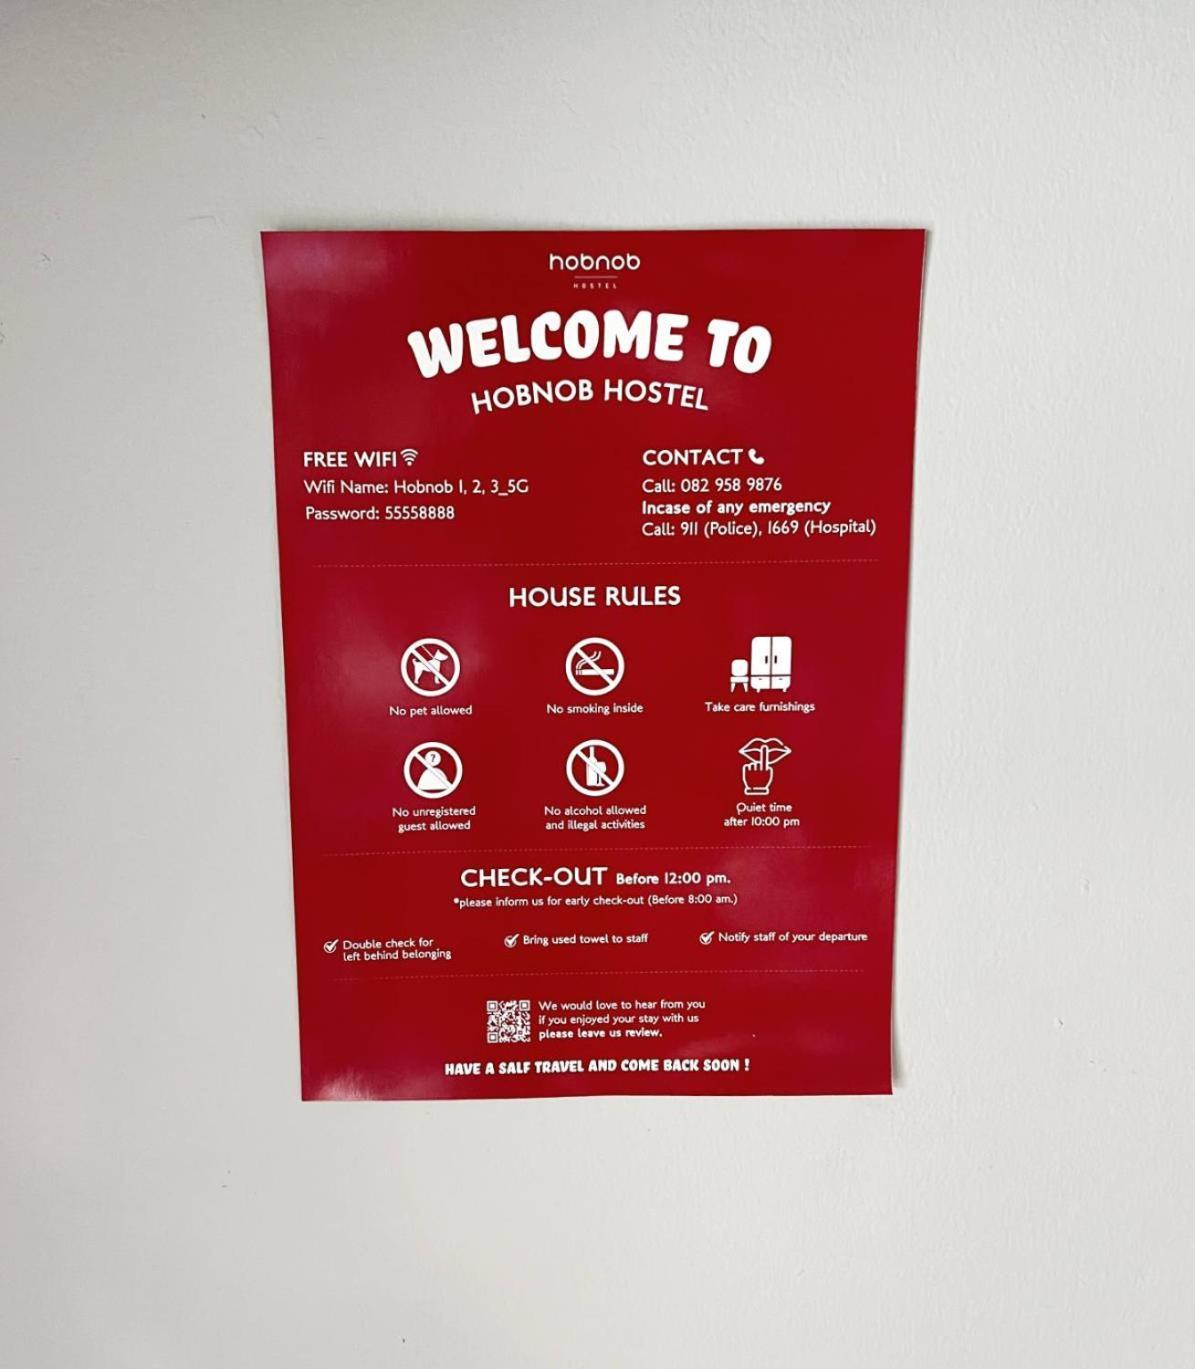 hobnob
HOSTEL
WELCOME TO
HOBNOB HOSTEL
FREE WIFI
Wifi Name: Hobnob 1, 2, 3_5G
Password: 55558888
CONTACT
Call: 082 958 9876
Incase of any emergency
Call: 911 (Police), 1669 (Hospital)
HOUSE RULES
No pet allowed
No smoking inside
Take care furnishings
?
No unregistered
guest allowed
No alcohol allowed
and illegal activities
Quiet time
after 10:00 pm
CHECK-OUT Before 12:00 pm.
*please inform us for early check-out (Before 8:00 am.)
Double check for
left behind belonging
Bring used towel to staff
Notify staff of your departure
We would love to hear from you
if you enjoyed your stay with us
please leave us review.
HAVE A SALF TRAVEL AND COME BACK SOON !